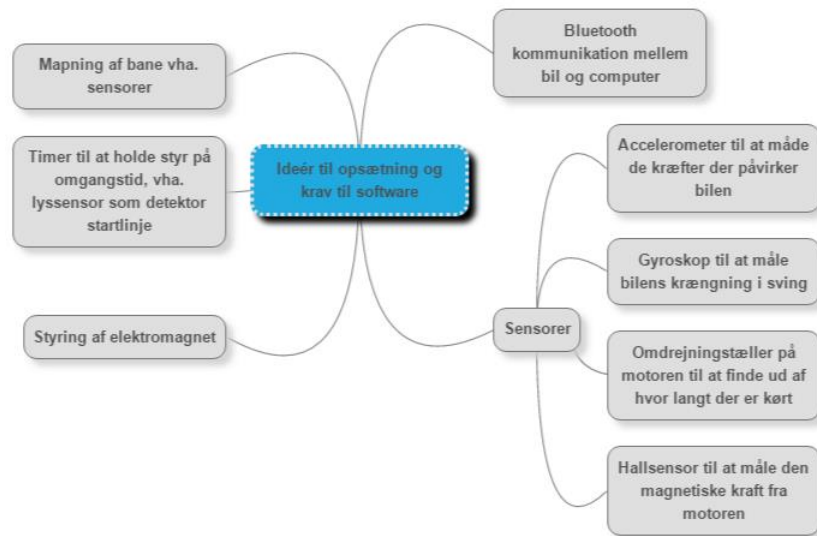 Ideér til opsætning og
krav til software
Mapning af bane vha.
sensorer
Timer til at holde styr på
omgangstid, vha.
lyssensor som detektor
startlinje
Styring af elektromagnet
Bluetooth
kommunikation mellem
bil og computer
Sensorer
Accelerometer til at måde
de kræfter der påvirker
bilen
Gyroskop til at måle
bilens krængning i sving
Omdrejningstæller på
motoren til at finde ud af
hvor langt der er kørt
Hallsensor til at måle den
magnetiske kraft fra
motoren